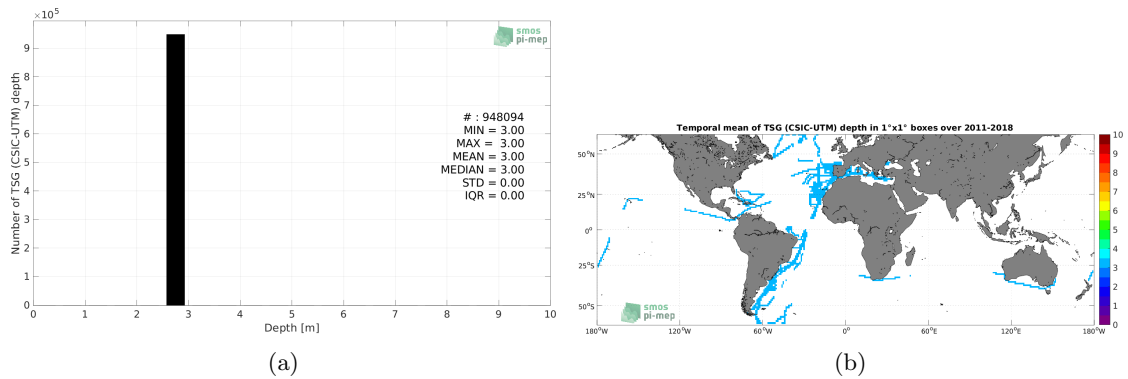 ×10⁵
smos
pi-mep
Number of TSG (CSIC-UTM) depth
9
8
7
6
5
4
3
2
1
0
# : 948094
MIN = 3.00
MAX = 3.00
MEAN = 3.00
MEDIAN = 3.00
STD = 0.00
IQR = 0.00
0 1 2 3 4 5 6 7 8 9 10
Depth [m]
(a)
Temporal mean of TSG (CSIC-UTM) depth in 1°x1° boxes over 2011-2018
50°N
25°N
0°
25°S
50°S
smos
pi-mep
180°W 120°W 60°W 0° 60°E 120°E 180°W
10
9
8
7
6
5
4
3
2
1
0
(b)